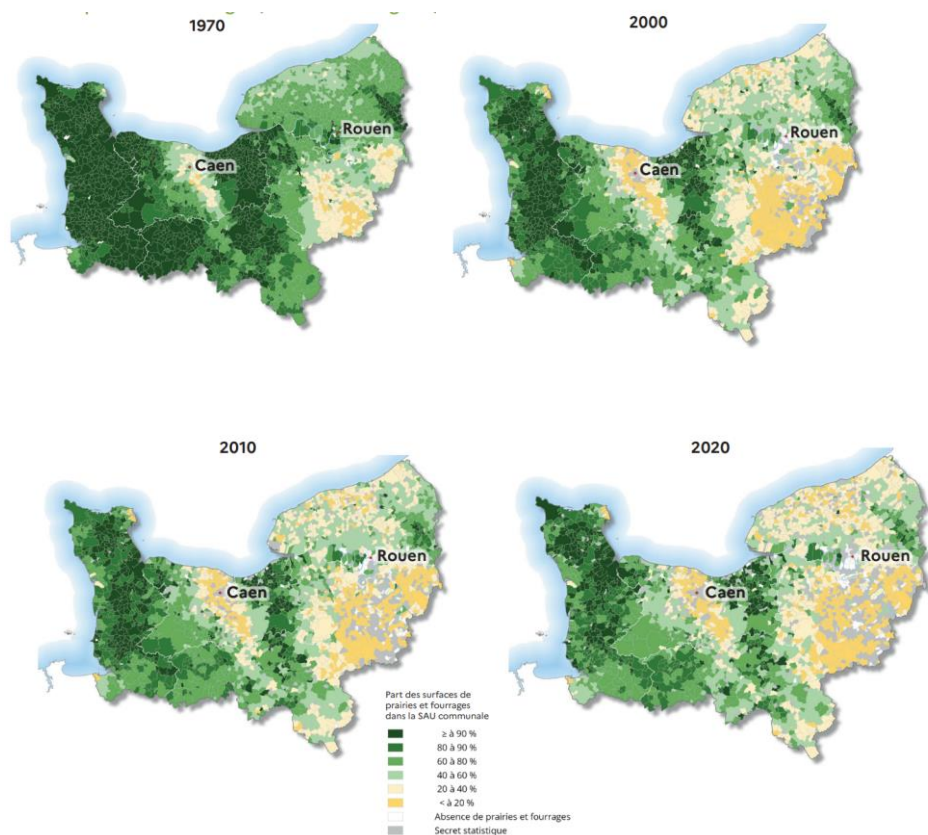 1970
2000
Rouen
Caen
Rouen
Caen
2010
2020
Rouen
Caen
Rouen
Caen
Part des surfaces de
prairies et fourrages
dans la SAU communale
≥ à 90 %
80 à 90 %
60 à 80 %
40 à 60 %
20 à 40 %
< à 20 %
Absence de prairies et fourrages
Secret statistique